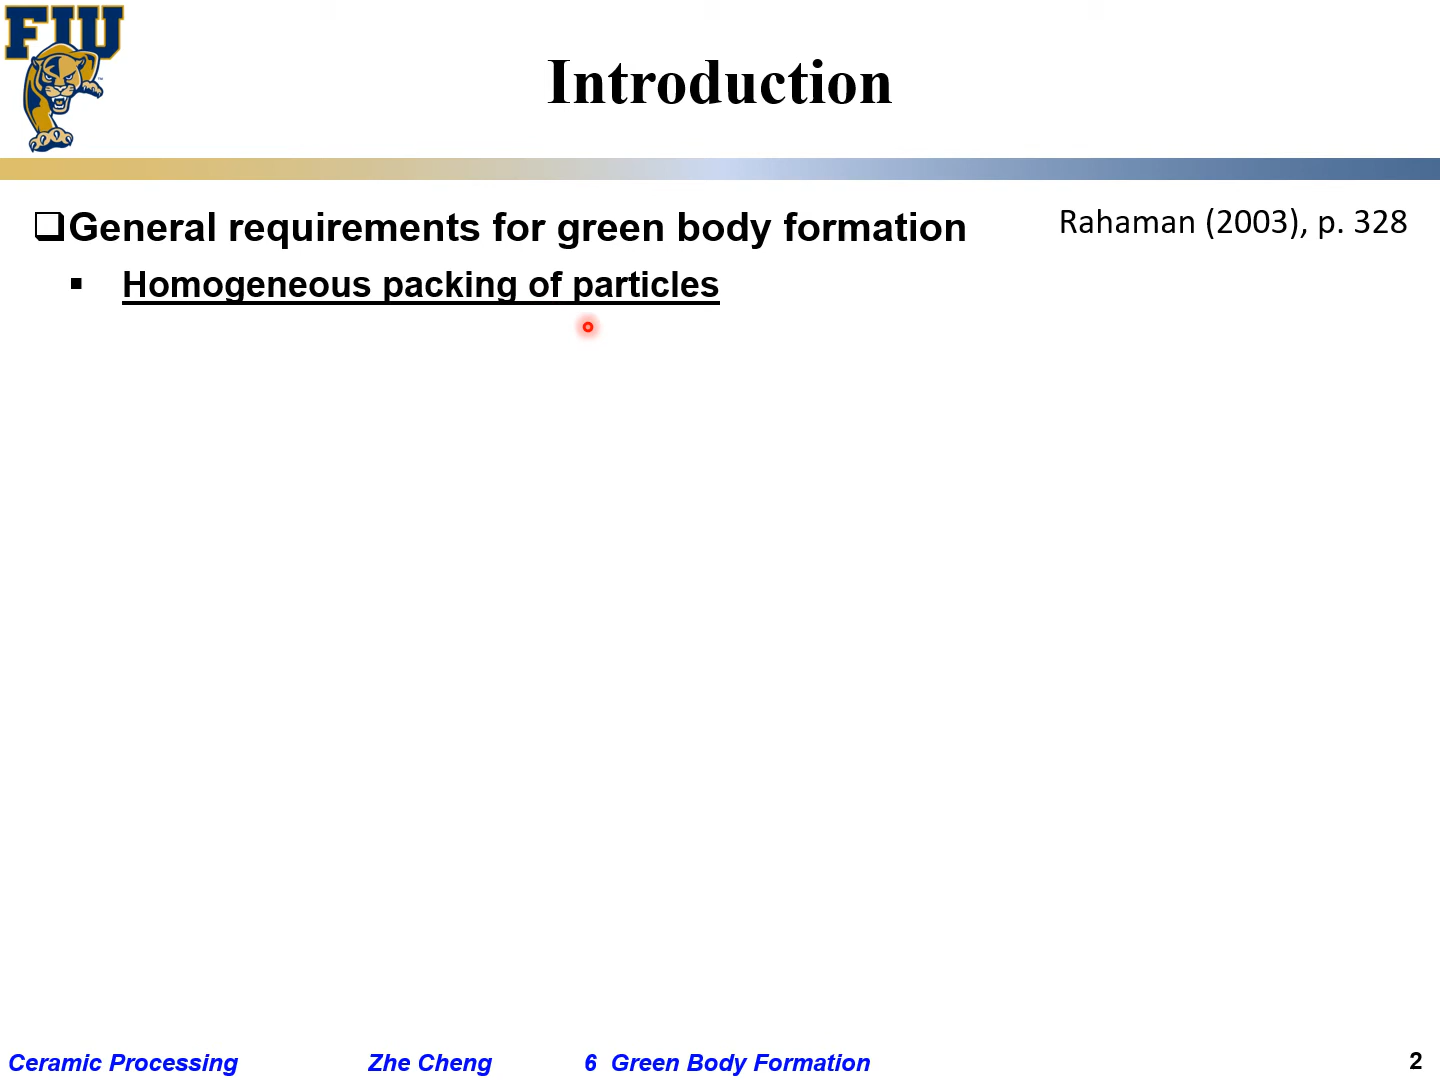 FIU
Introduction
General requirements for green body formation
Rahaman (2003), p. 328
Homogeneous packing of particles
Ceramic Processing Zhe Cheng 6 Green Body Formation 2